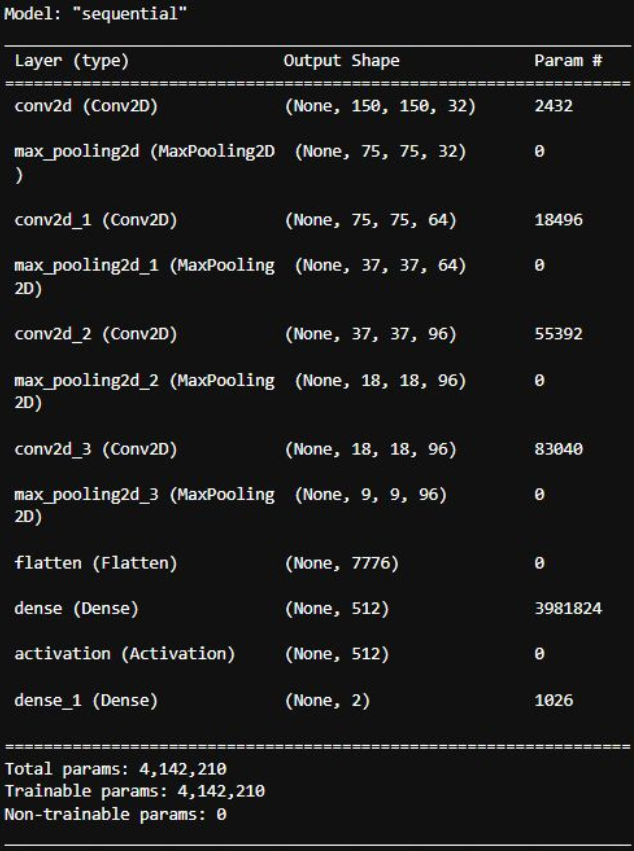 Model: "sequential"
Layer (type) Output Shape Param #
=================================================================
conv2d (Conv2D) (None, 150, 150, 32) 2432
max_pooling2d (MaxPooling2D (None, 75, 75, 32) 0
)
conv2d_1 (Conv2D) (None, 75, 75, 64) 18496
max_pooling2d_1 (MaxPooling (None, 37, 37, 64) 0
2D)
conv2d_2 (Conv2D) (None, 37, 37, 96) 55392
max_pooling2d_2 (MaxPooling (None, 18, 18, 96) 0
2D)
conv2d_3 (Conv2D) (None, 18, 18, 96) 83040
max_pooling2d_3 (MaxPooling (None, 9, 9, 96) 0
2D)
flatten (Flatten) (None, 7776) 0
dense (Dense) (None, 512) 3981824
activation (Activation) (None, 512) 0
dense_1 (Dense) (None, 2) 1026
=================================================================
Total params: 4,142,210
Trainable params: 4,142,210
Non-trainable params: 0